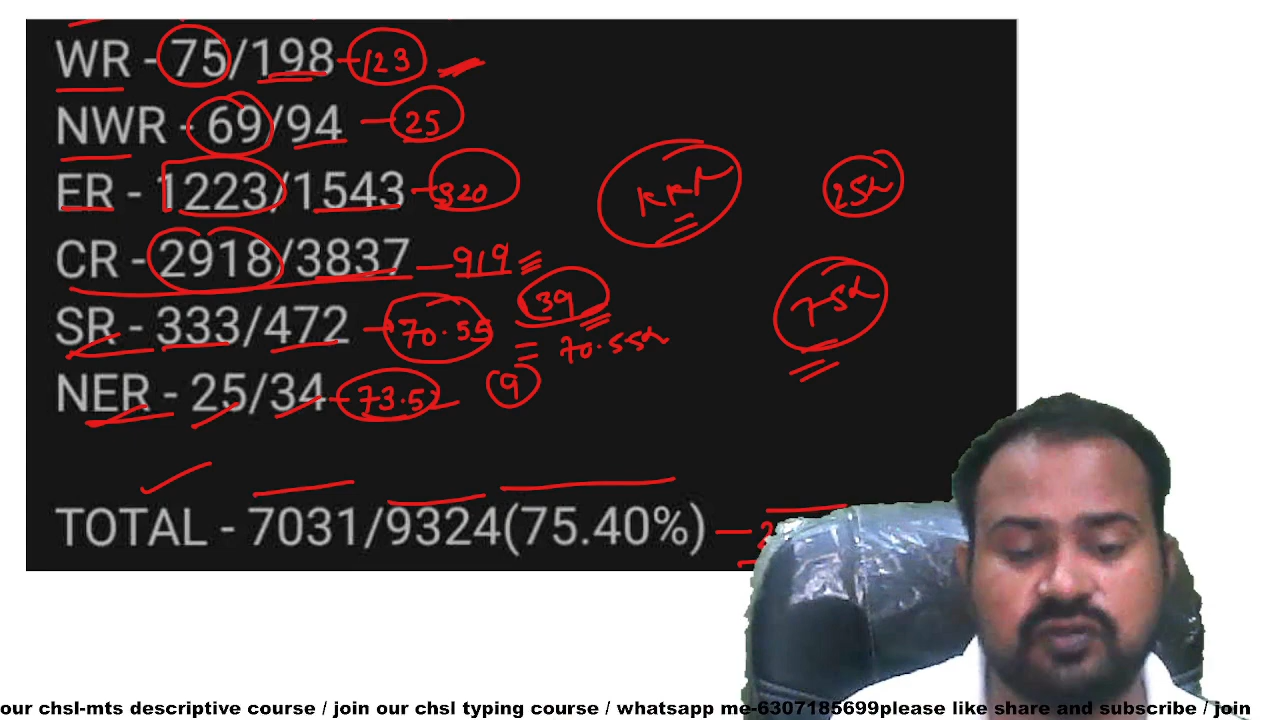 WR - 75/198 - 123
NWR - 69/94 - 25
ER - 1223/1543 - 320
25%
CR - 2918/3837 - 919
39
75%
SR - 333/472 - 70.55
= 70.55%
NER - 25/34 - 73.52
9
TOTAL - 7031/9324(75.40%) - 2
our chsl-mts descriptive course / join our chsl typing course / whatsapp me-6307185699please like share and subscribe / join